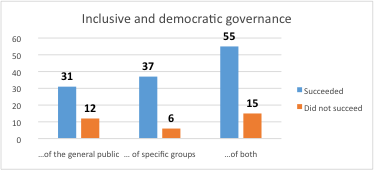 Inclusive and democratic governance
60
50
40
30
20
10
0
31
12
37
6
55
15
...of the general public
... of specific groups
...of both
Succeeded
Did not succeed